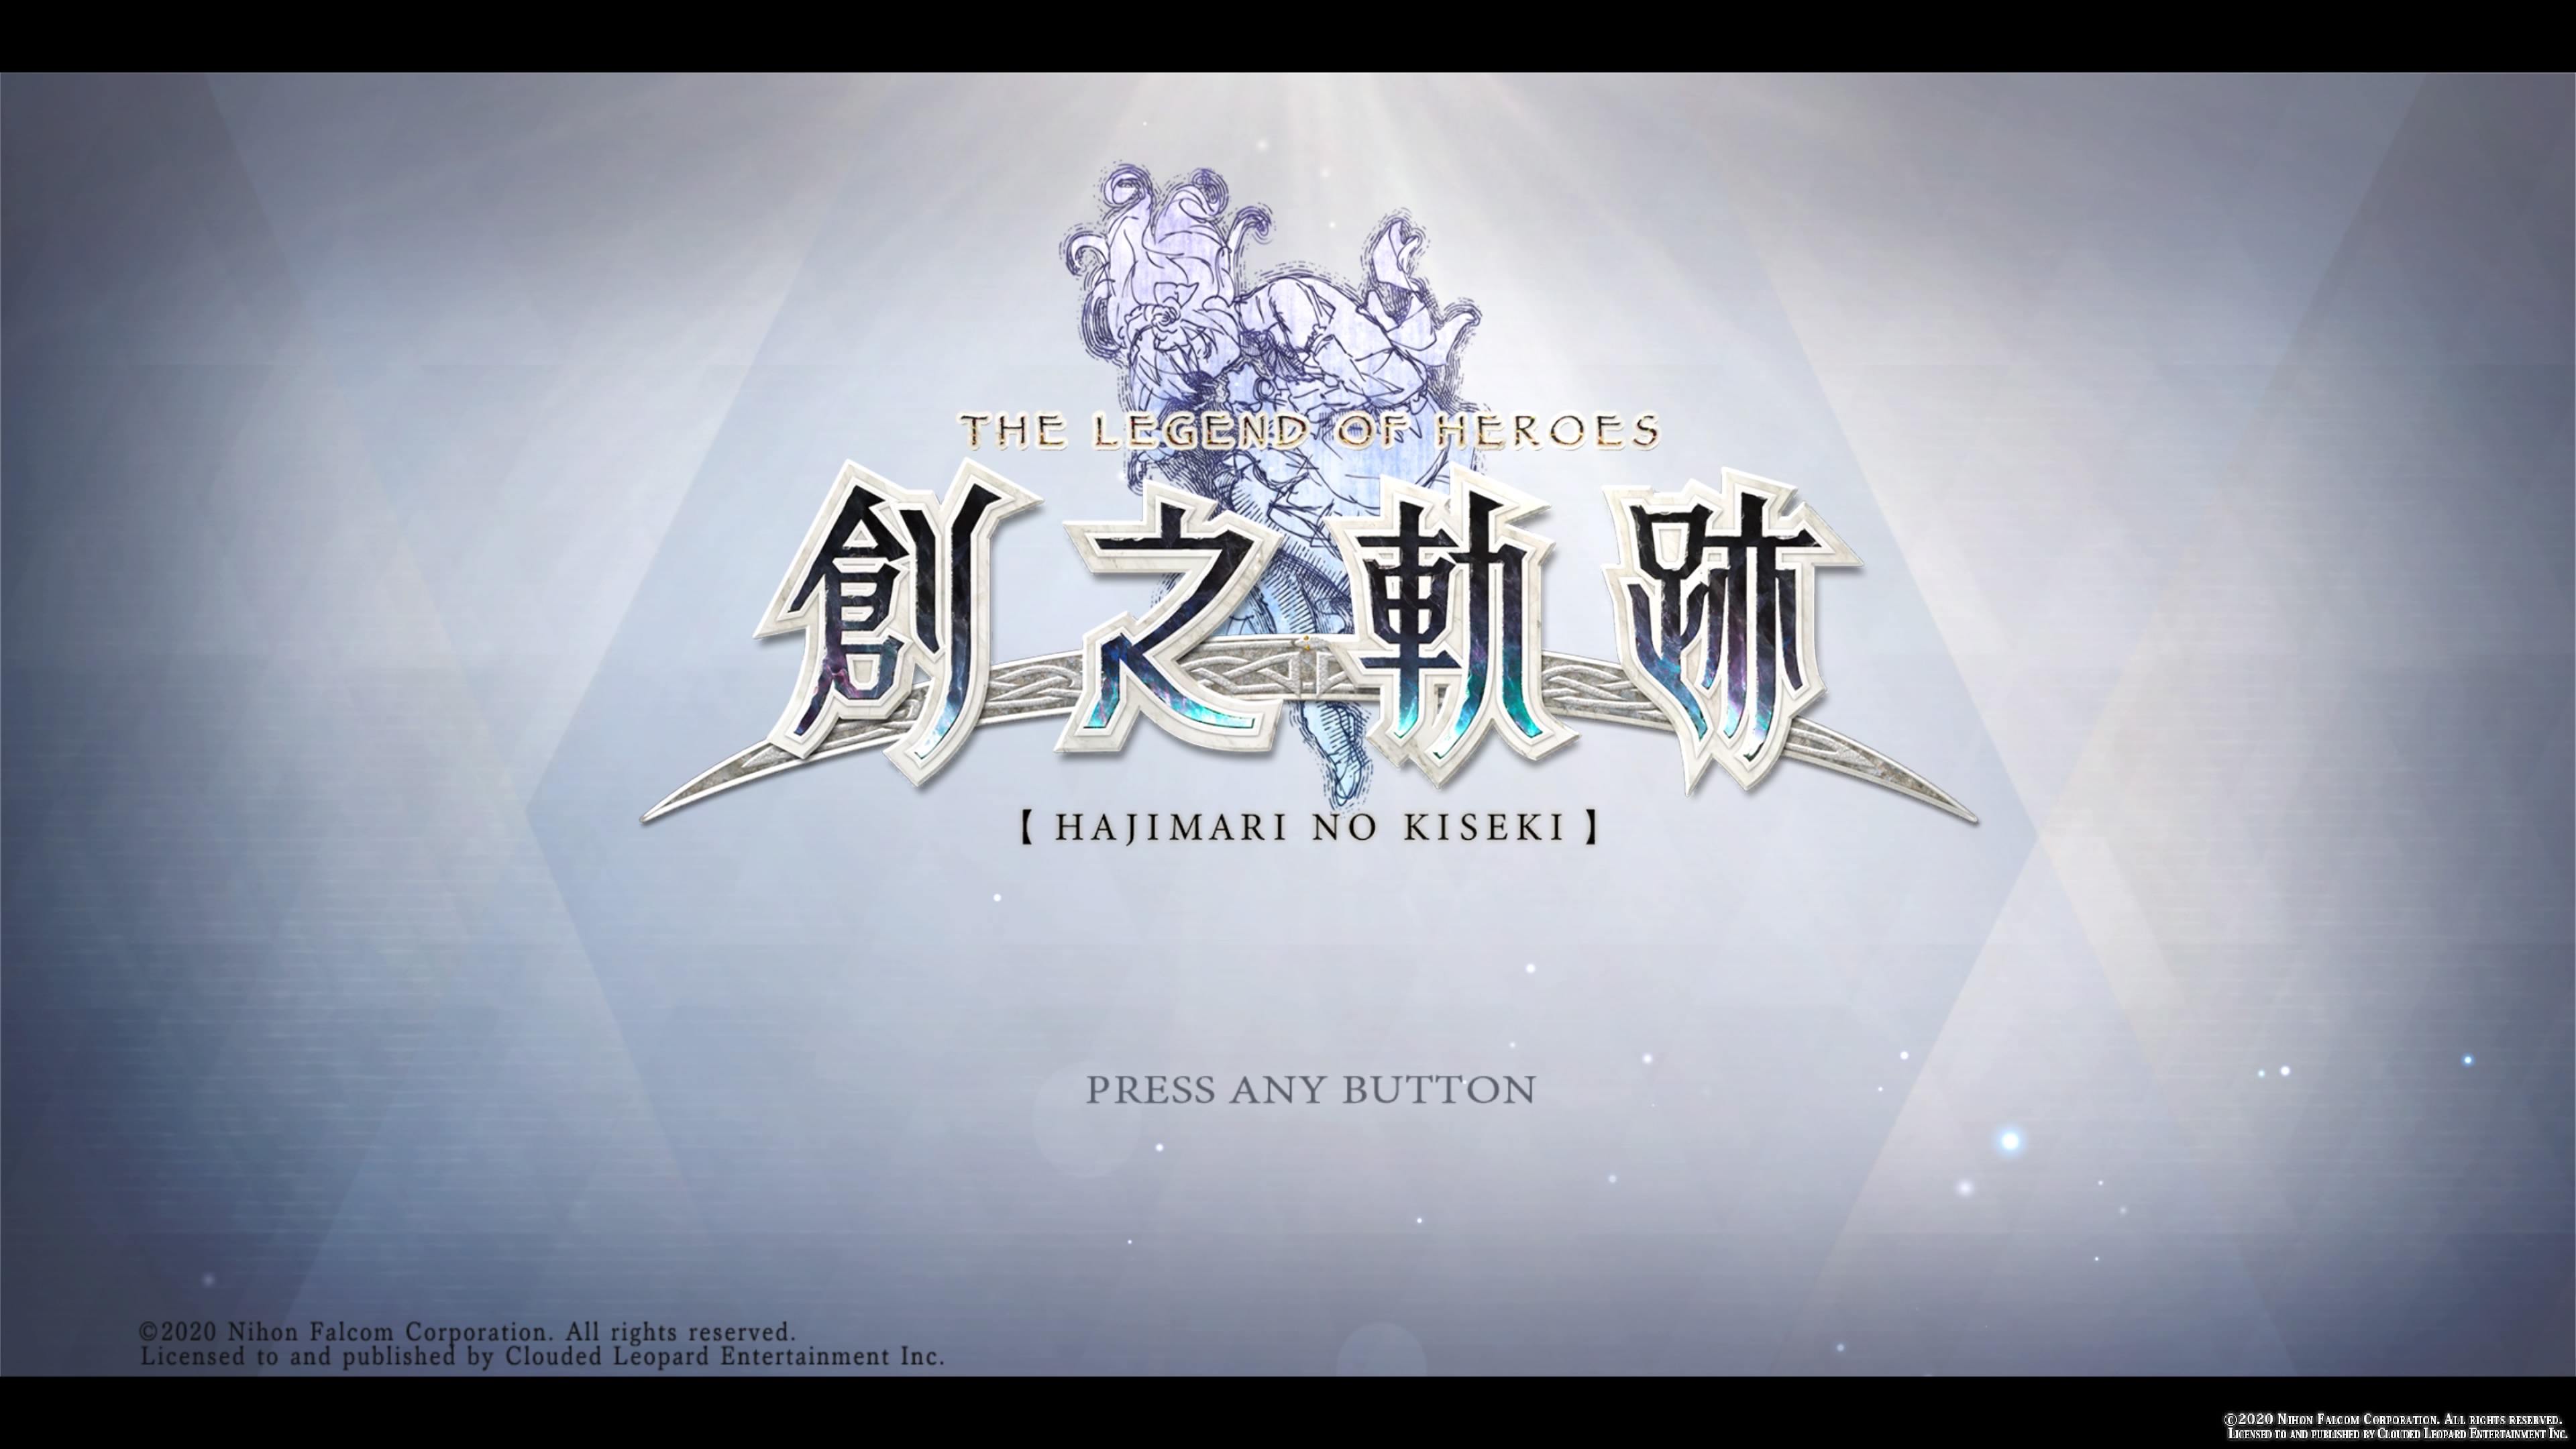 THE LEGEND OF HEROES
創之軌跡
【 HAJIMARI NO KISEKI 】
PRESS ANY BUTTON
©2020 Nihon Falcom Corporation. All rights reserved.
Licensed to and published by Clouded Leopard Entertainment Inc.
©2020 NIHON FALCOM CORPORATION. ALL RIGHTS RESERVED.
LICENSED TO AND PUBLISHED BY CLOUDED LEOPARD ENTERTAINMENT INC.